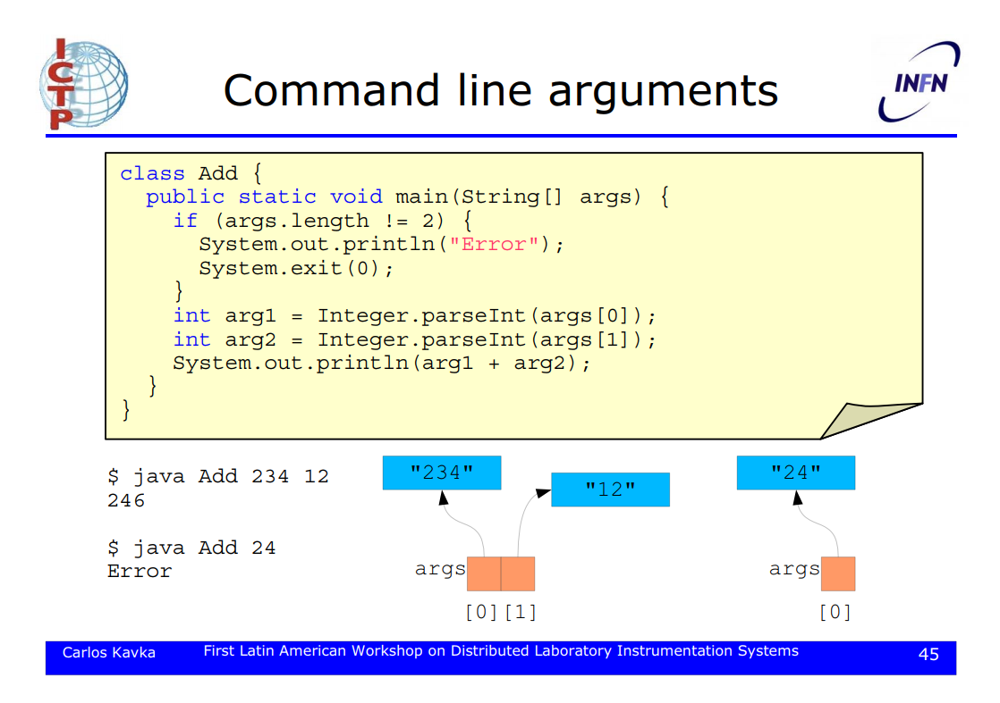 ICTP
Command line arguments
INFN
class Add {
  public static void main(String[] args) {
    if (args.length != 2) {
      System.out.println("Error");
      System.exit(0);
    }
    int arg1 = Integer.parseInt(args[0]);
    int arg2 = Integer.parseInt(args[1]);
    System.out.println(arg1 + arg2);
  }
}
$ java Add 234 12
246
$ java Add 24
Error
"234"
"12"
args
[0][1]
"24"
args
[0]
Carlos Kavka
First Latin American Workshop on Distributed Laboratory Instrumentation Systems
45